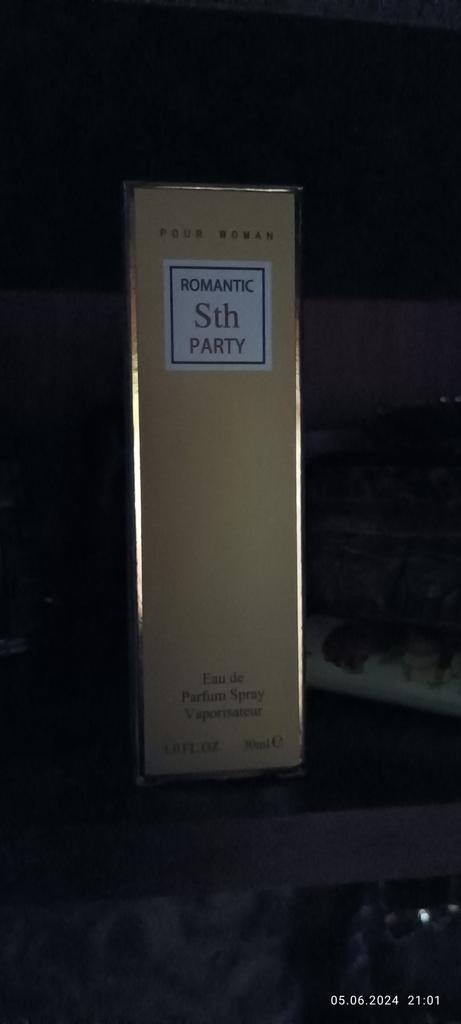 POUR WOMAN
ROMANTIC
Sth
PARTY
Eau de
Parfum Spray
Vaporisateur
1.0 FL.OZ. 30ml ℮
05.06.2024 21:01